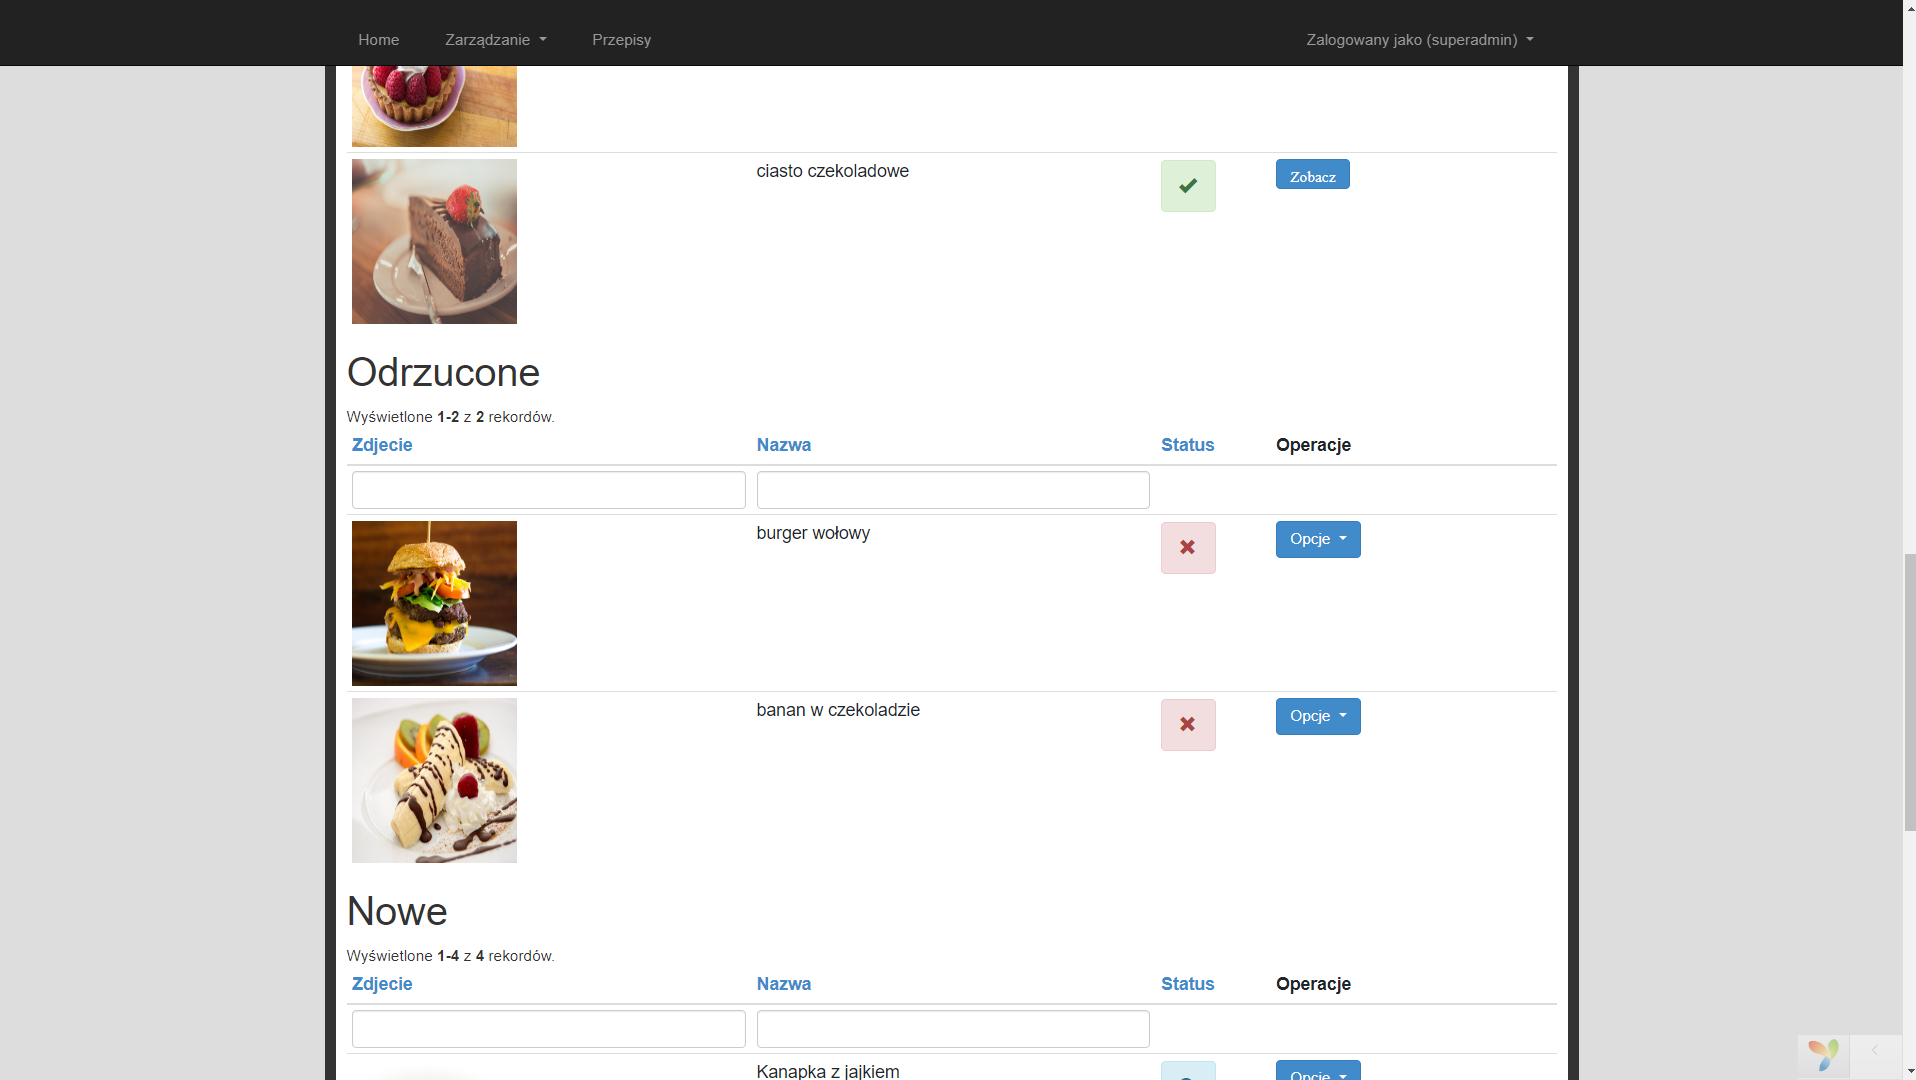 Home Zarządzanie Przepisy Zalogowany jako (superadmin)
ciasto czekoladowe Zobacz
Odrzucone
Wyświetlone 1-2 z 2 rekordów.
Zdjecie Nazwa Status Operacje
burger wołowy Opcje
banan w czekoladzie Opcje
Nowe
Wyświetlone 1-4 z 4 rekordów.
Zdjecie Nazwa Status Operacje
Kanapka z jajkiem Opcje